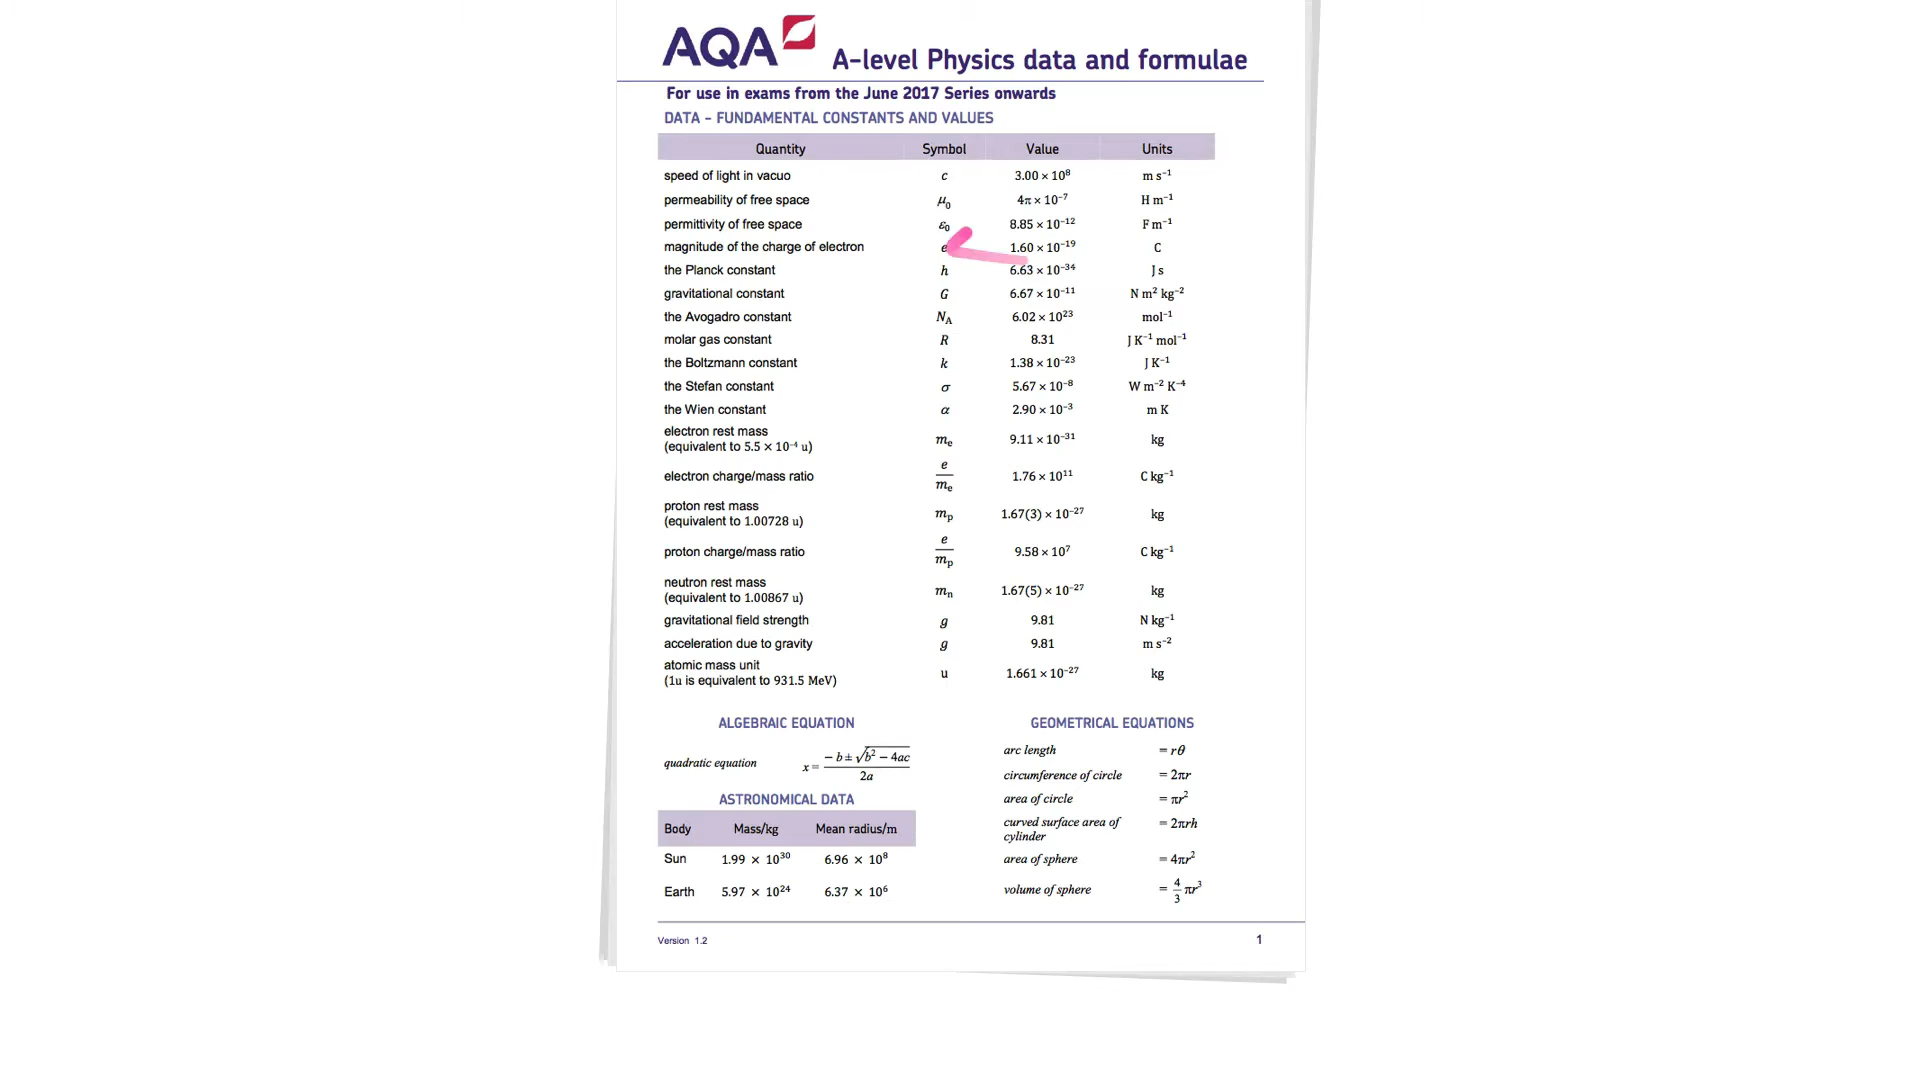 AQA
A-level Physics data and formulae
For use in exams from the June 2017 Series onwards
DATA - FUNDAMENTAL CONSTANTS AND VALUES
Quantity Symbol Value Units
speed of light in vacuo c 3.00 × 10⁸ m s⁻¹
permeability of free space μ₀ 4π × 10⁻⁷ H m⁻¹
permittivity of free space ε₀ 8.85 × 10⁻¹² F m⁻¹
magnitude of the charge of electron e 1.60 × 10⁻¹⁹ C
the Planck constant h 6.63 × 10⁻³⁴ J s
gravitational constant G 6.67 × 10⁻¹¹ N m² kg⁻²
the Avogadro constant N_A 6.02 × 10²³ mol⁻¹
molar gas constant R 8.31 J K⁻¹ mol⁻¹
the Boltzmann constant k 1.38 × 10⁻²³ J K⁻¹
the Stefan constant σ 5.67 × 10⁻⁸ W m⁻² K⁻⁴
the Wien constant α 2.90 × 10⁻³ m K
electron rest mass
(equivalent to 5.5 × 10⁻⁴ u) mₑ 9.11 × 10⁻³¹ kg
electron charge/mass ratio e/mₑ 1.76 × 10¹¹ C kg⁻¹
proton rest mass
(equivalent to 1.00728 u) mₚ 1.67(3) × 10⁻²⁷ kg
proton charge/mass ratio e/mₚ 9.58 × 10⁷ C kg⁻¹
neutron rest mass
(equivalent to 1.00867 u) mₙ 1.67(5) × 10⁻²⁷ kg
gravitational field strength g 9.81 N kg⁻¹
acceleration due to gravity g 9.81 m s⁻²
atomic mass unit
(1u is equivalent to 931.5 MeV) u 1.661 × 10⁻²⁷ kg
ALGEBRAIC EQUATION
quadratic equation x = (−b ± √(b² − 4ac)) / 2a
ASTRONOMICAL DATA
Body Mass/kg Mean radius/m
Sun 1.99 × 10³⁰ 6.96 × 10⁸
Earth 5.97 × 10²⁴ 6.37 × 10⁶
GEOMETRICAL EQUATIONS
arc length = rθ
circumference of circle = 2πr
area of circle = πr²
curved surface area of
cylinder = 2πrh
area of sphere = 4πr²
volume of sphere = 4/3 πr³
Version 1.2 1